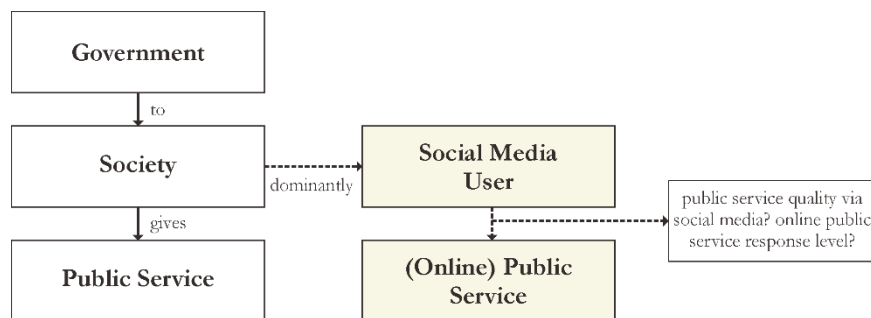 Government
to
Society
dominantly
Social Media
User
gives
public service quality via
social media? online public
service response level?
Public Service
(Online) Public
Service